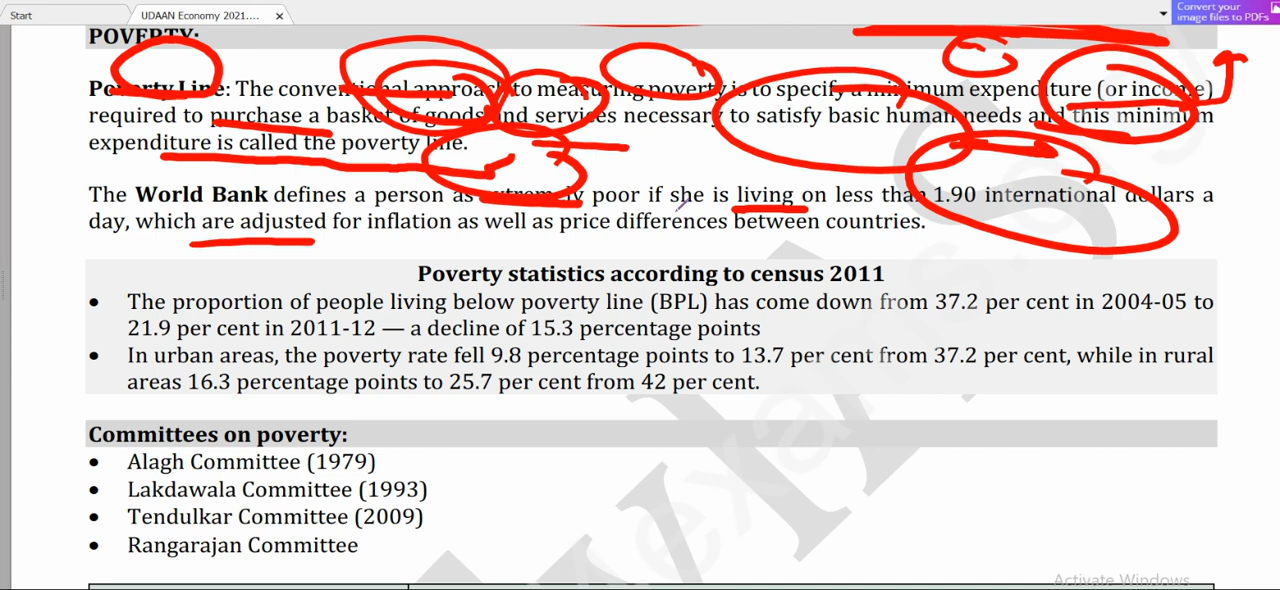 Start
UDAAN Economy 2021....
Convert your
image files to PDFs
POVERTY:
Poverty Line: The conventional approach to measuring poverty is to specify a minimum expenditure (or income)
required to purchase a basket of goods and services necessary to satisfy basic human needs and this minimum
expenditure is called the poverty line.
The World Bank defines a person as extremely poor if she is living on less than 1.90 international dollars a
day, which are adjusted for inflation as well as price differences between countries.
Poverty statistics according to census 2011
• The proportion of people living below poverty line (BPL) has come down from 37.2 per cent in 2004-05 to
21.9 per cent in 2011-12 — a decline of 15.3 percentage points
• In urban areas, the poverty rate fell 9.8 percentage points to 13.7 per cent from 37.2 per cent, while in rural
areas 16.3 percentage points to 25.7 per cent from 42 per cent.
Committees on poverty:
• Alagh Committee (1979)
• Lakdawala Committee (1993)
• Tendulkar Committee (2009)
• Rangarajan Committee
Activate Windows